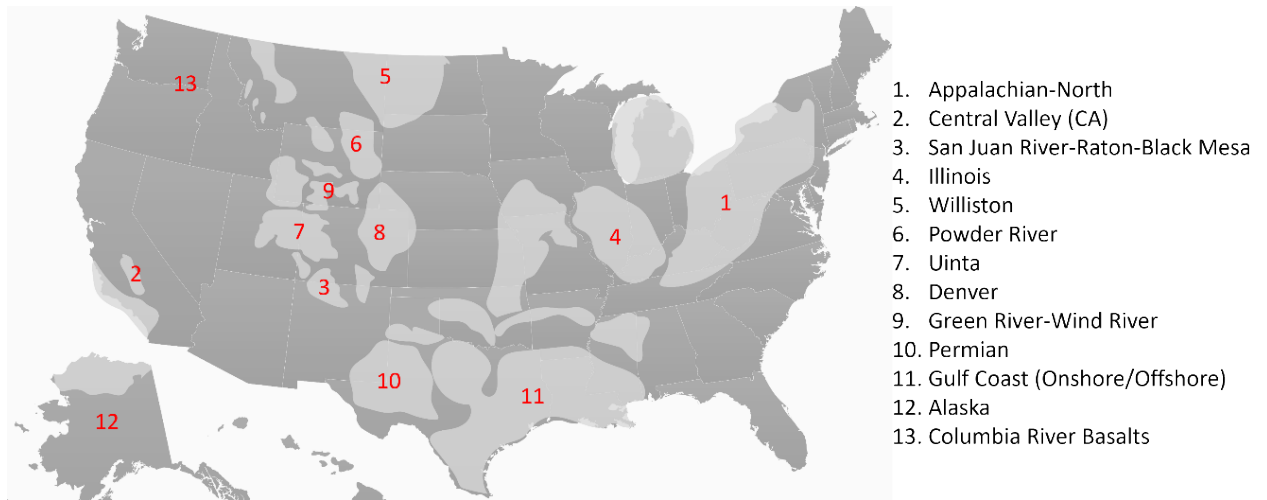 13
5
6
9
7
8
1
4
2
3
10
11
12
1. Appalachian-North
2. Central Valley (CA)
3. San Juan River-Raton-Black Mesa
4. Illinois
5. Williston
6. Powder River
7. Uinta
8. Denver
9. Green River-Wind River
10. Permian
11. Gulf Coast (Onshore/Offshore)
12. Alaska
13. Columbia River Basalts